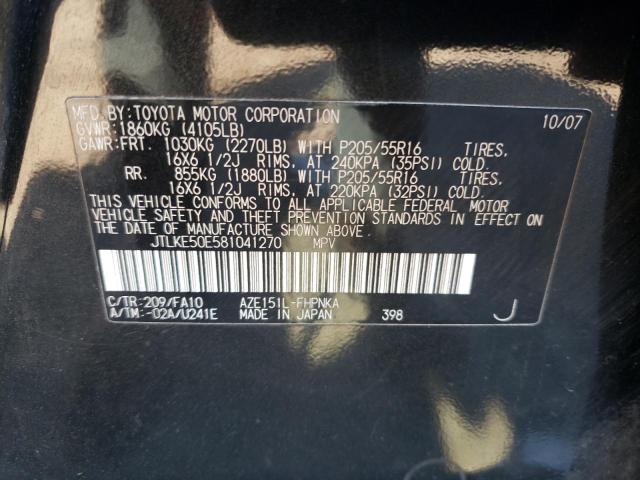 MFD. BY: TOYOTA MOTOR CORPORATION 10/07
GVWR: 1860KG (4105LB)
GAWR: FRT. 1030KG (2270LB) WITH P205/55R16 TIRES,
16X6 1/2J RIMS, AT 240KPA (35PSI) COLD.
RR. 855KG (1880LB) WITH P205/55R16 TIRES,
16X6 1/2J RIMS, AT 220KPA (32PSI) COLD.
THIS VEHICLE CONFORMS TO ALL APPLICABLE FEDERAL MOTOR
VEHICLE SAFETY AND THEFT PREVENTION STANDARDS IN EFFECT ON
THE DATE OF MANUFACTURE SHOWN ABOVE.
JTLKE50E581041270 MPV
C/TR: 209/FA10 AZE151L-FHPNKA
A/TM: -02A/U241E MADE IN JAPAN 398 J